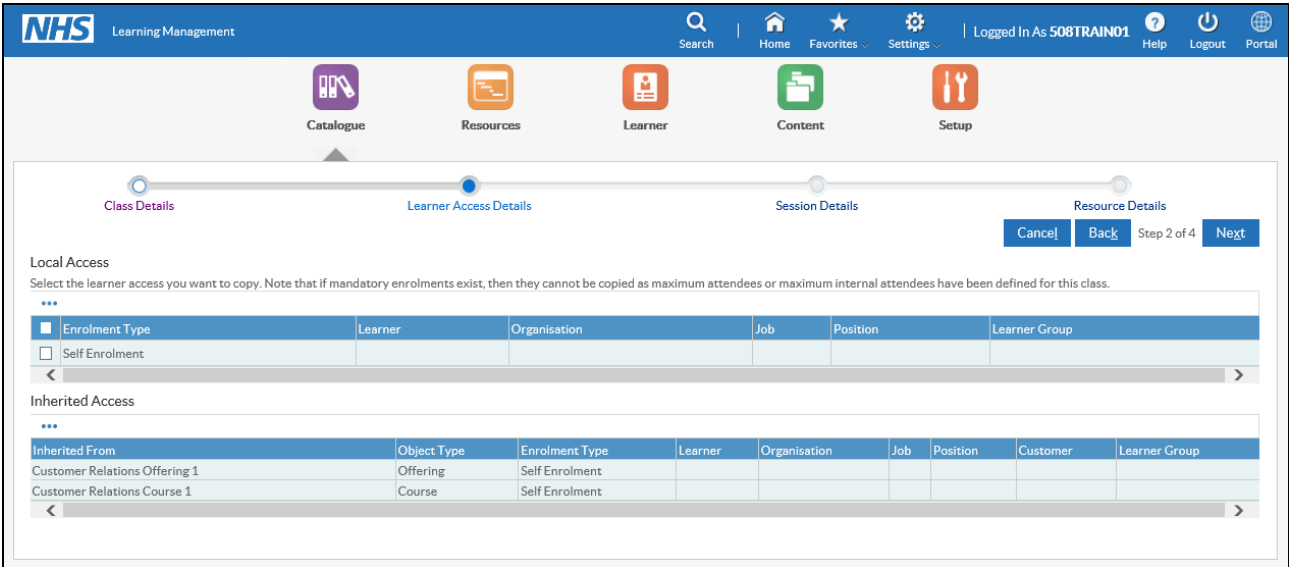 NHS Learning Management
Search | Home Favorites Settings | Logged In As 508TRAIN01 Help Logout Portal
Catalogue Resources Learner Content Setup
Class Details Learner Access Details Session Details Resource Details
Cancel Back Step 2 of 4 Next
Local Access
Select the learner access you want to copy. Note that if mandatory enrolments exist, then they cannot be copied as maximum attendees or maximum internal attendees have been defined for this class.
Enrolment Type Learner Organisation Job Position Learner Group
Self Enrolment
Inherited Access
Inherited From Object Type Enrolment Type Learner Organisation Job Position Customer Learner Group
Customer Relations Offering 1 Offering Self Enrolment
Customer Relations Course 1 Course Self Enrolment